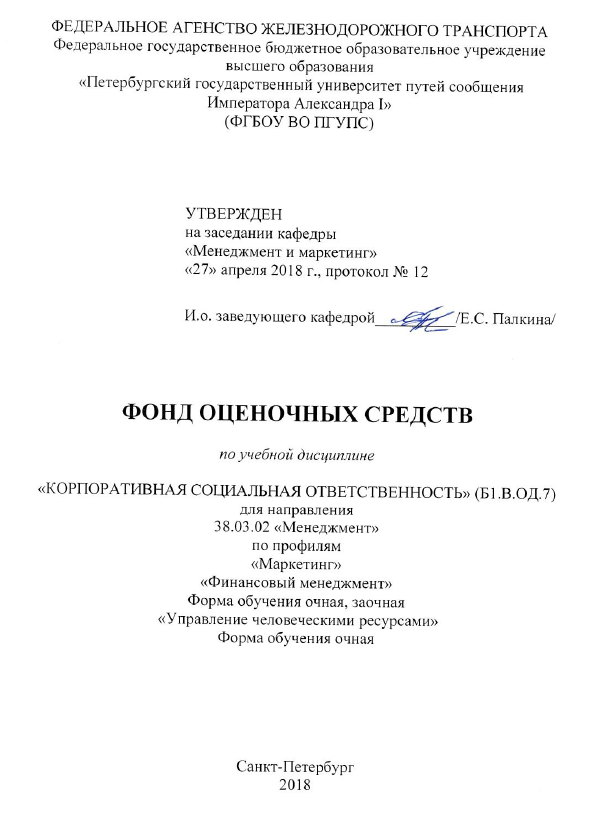 ФЕДЕРАЛЬНОЕ АГЕНСТВО ЖЕЛЕЗНОДОРОЖНОГО ТРАНСПОРТА
Федеральное государственное бюджетное образовательное учреждение
высшего образования
«Петербургский государственный университет путей сообщения
Императора Александра I»
(ФГБОУ ВО ПГУПС)
УТВЕРЖДЕН
на заседании кафедры
«Менеджмент и маркетинг»
«27» апреля 2018 г., протокол № 12
И.о. заведующего кафедрой__________/Е.С. Палкина/
ФОНД ОЦЕНОЧНЫХ СРЕДСТВ
по учебной дисциплине
«КОРПОРАТИВНАЯ СОЦИАЛЬНАЯ ОТВЕТСТВЕННОСТЬ» (Б1.В.ОД.7)
для направления
38.03.02 «Менеджмент»
по профилям
«Маркетинг»
«Финансовый менеджмент»
Форма обучения очная, заочная
«Управление человеческими ресурсами»
Форма обучения очная
Санкт-Петербург
2018